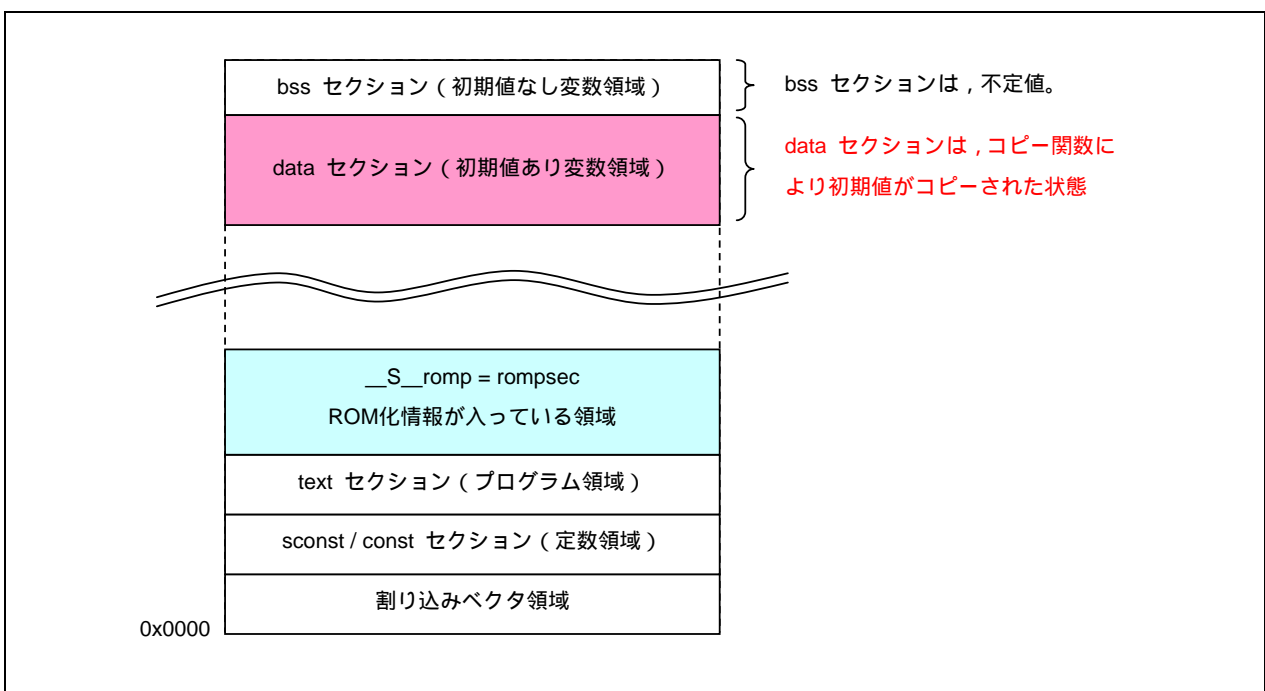 bss セクション（初期値なし変数領域）
bss セクションは，不定値。
data セクション（初期値あり変数領域）
data セクションは，コピー関数に
より初期値がコピーされた状態
__S__romp = rompsec
ROM化情報が入っている領域
text セクション（プログラム領域）
sconst / const セクション（定数領域）
割り込みベクタ領域
0x0000